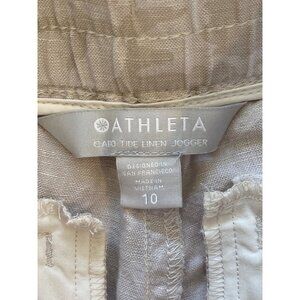 ATHLETA
CABO TIDE LINEN JOGGER
DESIGNED IN
SAN FRANCISCO
MADE IN
VIETNAM
10